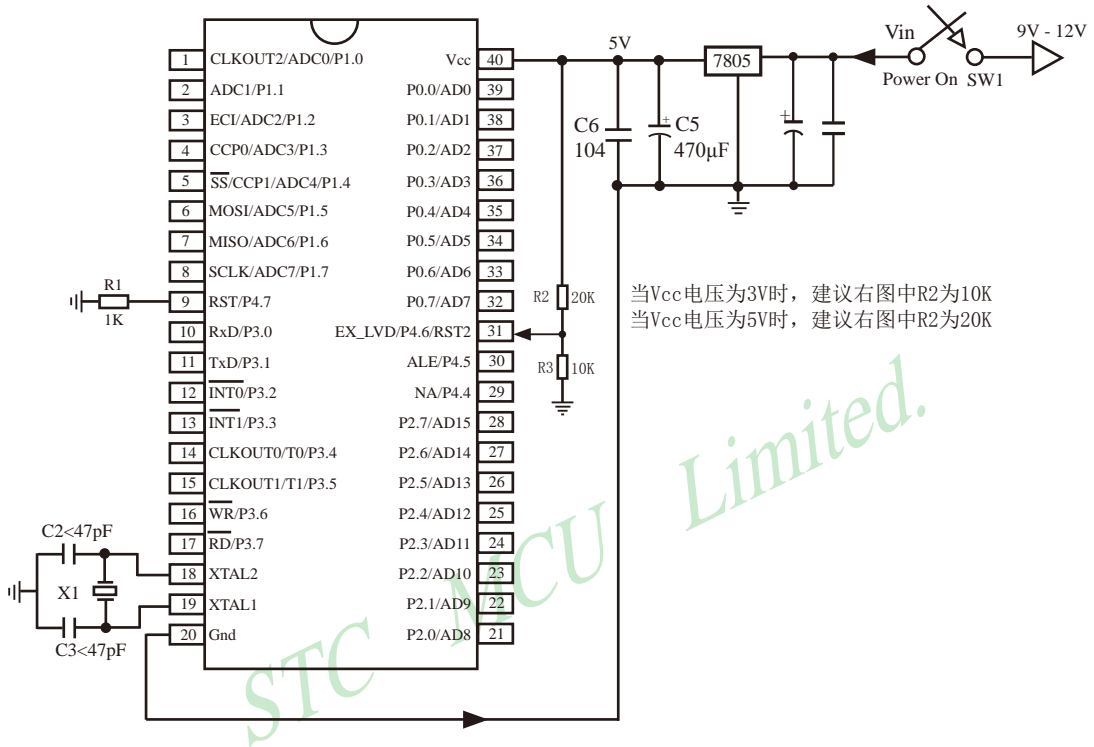 1 CLKOUT2/ADC0/P1.0
2 ADC1/P1.1
3 ECI/ADC2/P1.2
4 CCP0/ADC3/P1.3
5 SS/CCP1/ADC4/P1.4
6 MOSI/ADC5/P1.5
7 MISO/ADC6/P1.6
8 SCLK/ADC7/P1.7
9 RST/P4.7
10 RxD/P3.0
11 TxD/P3.1
12 INT0/P3.2
13 INT1/P3.3
14 CLKOUT0/T0/P3.4
15 CLKOUT1/T1/P3.5
16 WR/P3.6
17 RD/P3.7
18 XTAL2
19 XTAL1
20 Gnd
Vcc 40
P0.0/AD0 39
P0.1/AD1 38
P0.2/AD2 37
P0.3/AD3 36
P0.4/AD4 35
P0.5/AD5 34
P0.6/AD6 33
P0.7/AD7 32
EX_LVD/P4.6/RST2 31
ALE/P4.5 30
NA/P4.4 29
P2.7/AD15 28
P2.6/AD14 27
P2.5/AD13 26
P2.4/AD12 25
P2.3/AD11 24
P2.2/AD10 23
P2.1/AD9 22
P2.0/AD8 21
R1
1K
C2<47pF
X1
C3<47pF
5V
7805
Vin
9V - 12V
Power On SW1
C6
104
+
C5
470μF
+
R2 20K
R3 10K
当Vcc电压为3V时，建议右图中R2为10K
当Vcc电压为5V时，建议右图中R2为20K
STC MCU Limited.